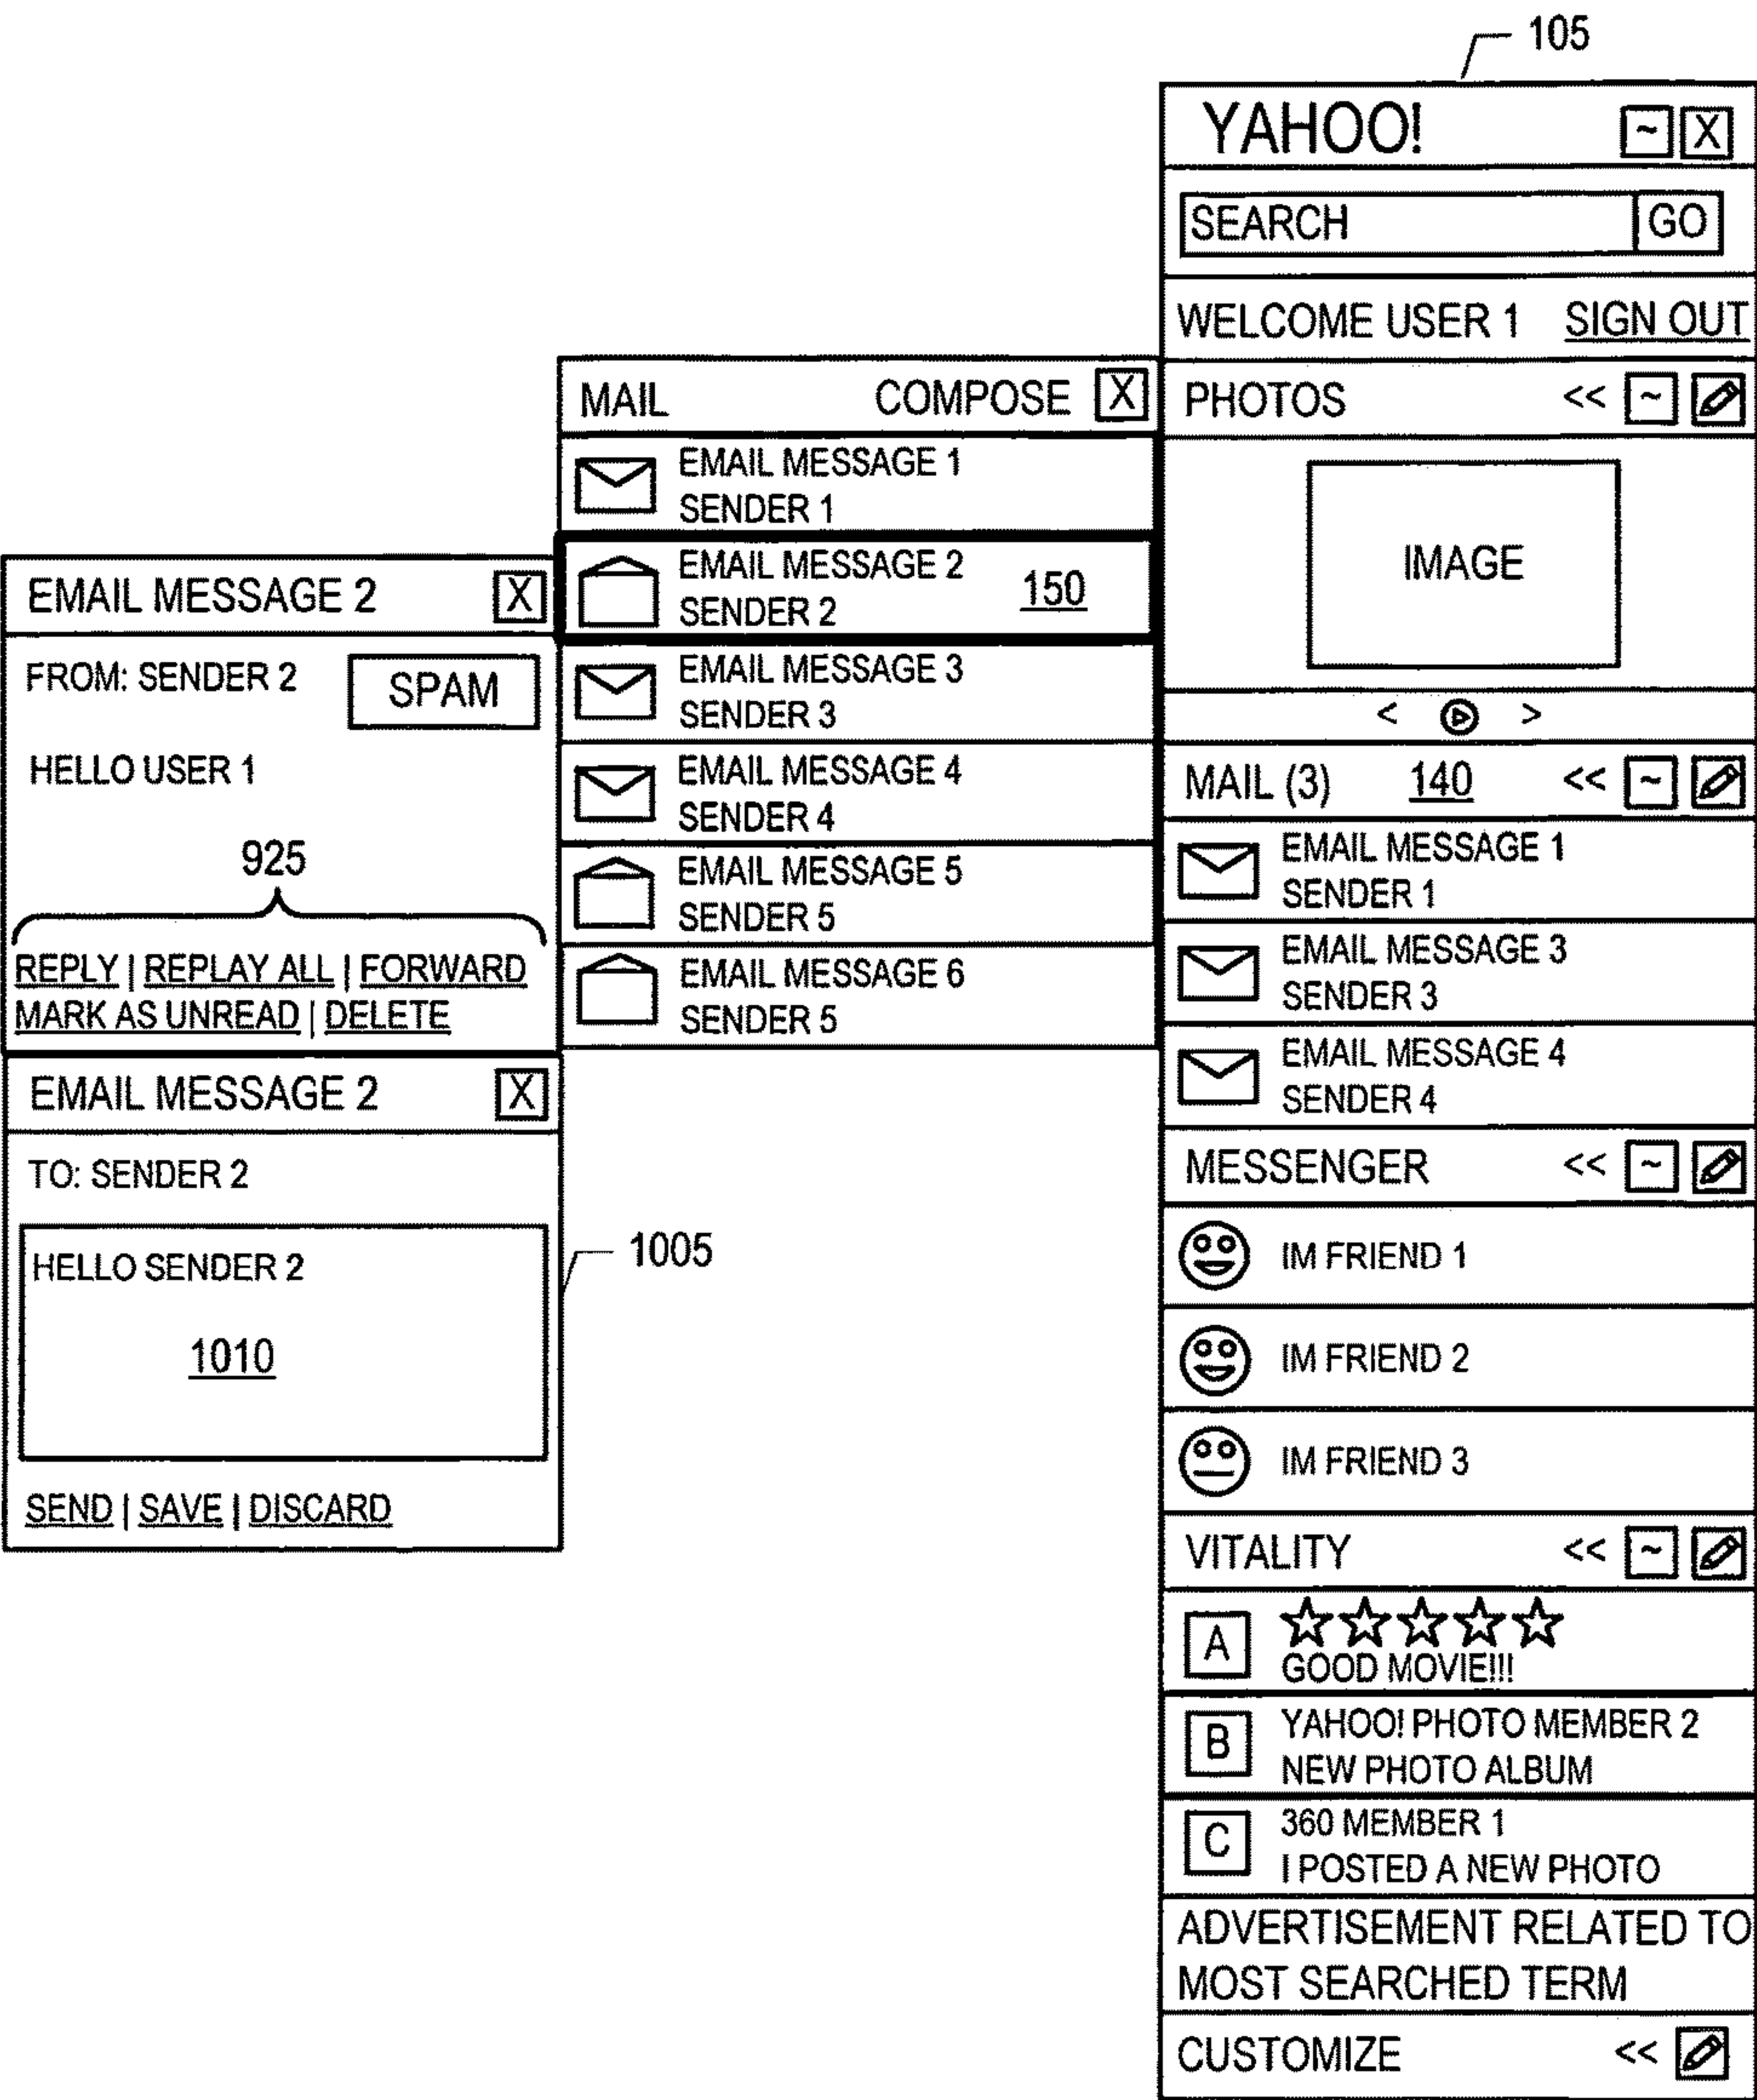 105
YAHOO! ~ X
SEARCH GO
WELCOME USER 1 SIGN OUT
PHOTOS << ~
IMAGE
< >
MAIL (3) 140 << ~
EMAIL MESSAGE 1
SENDER 1
EMAIL MESSAGE 3
SENDER 3
EMAIL MESSAGE 4
SENDER 4
MESSENGER << ~
IM FRIEND 1
IM FRIEND 2
IM FRIEND 3
VITALITY << ~
A
GOOD MOVIE!!!
B YAHOO! PHOTO MEMBER 2
NEW PHOTO ALBUM
C 360 MEMBER 1
I POSTED A NEW PHOTO
ADVERTISEMENT RELATED TO
MOST SEARCHED TERM
CUSTOMIZE <<
MAIL COMPOSE X
EMAIL MESSAGE 1
SENDER 1
EMAIL MESSAGE 2
SENDER 2 150
EMAIL MESSAGE 3
SENDER 3
EMAIL MESSAGE 4
SENDER 4
EMAIL MESSAGE 5
SENDER 5
EMAIL MESSAGE 6
SENDER 5
EMAIL MESSAGE 2 X
FROM: SENDER 2 SPAM
HELLO USER 1
925
REPLY | REPLAY ALL | FORWARD
MARK AS UNREAD | DELETE
EMAIL MESSAGE 2 X
TO: SENDER 2
HELLO SENDER 2
1010
SEND | SAVE | DISCARD
1005